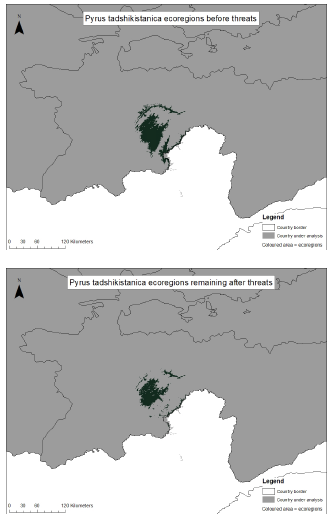 N
Pyrus tadshikistanica ecoregions before threats
Legend
Country border
Country under analysis
Coloured area = ecoregions
0 30 60 120 Kilometers
N
Pyrus tadshikistanica ecoregions remaining after threats
Legend
Country border
Country under analysis
Coloured area = ecoregions
0 30 60 120 Kilometers